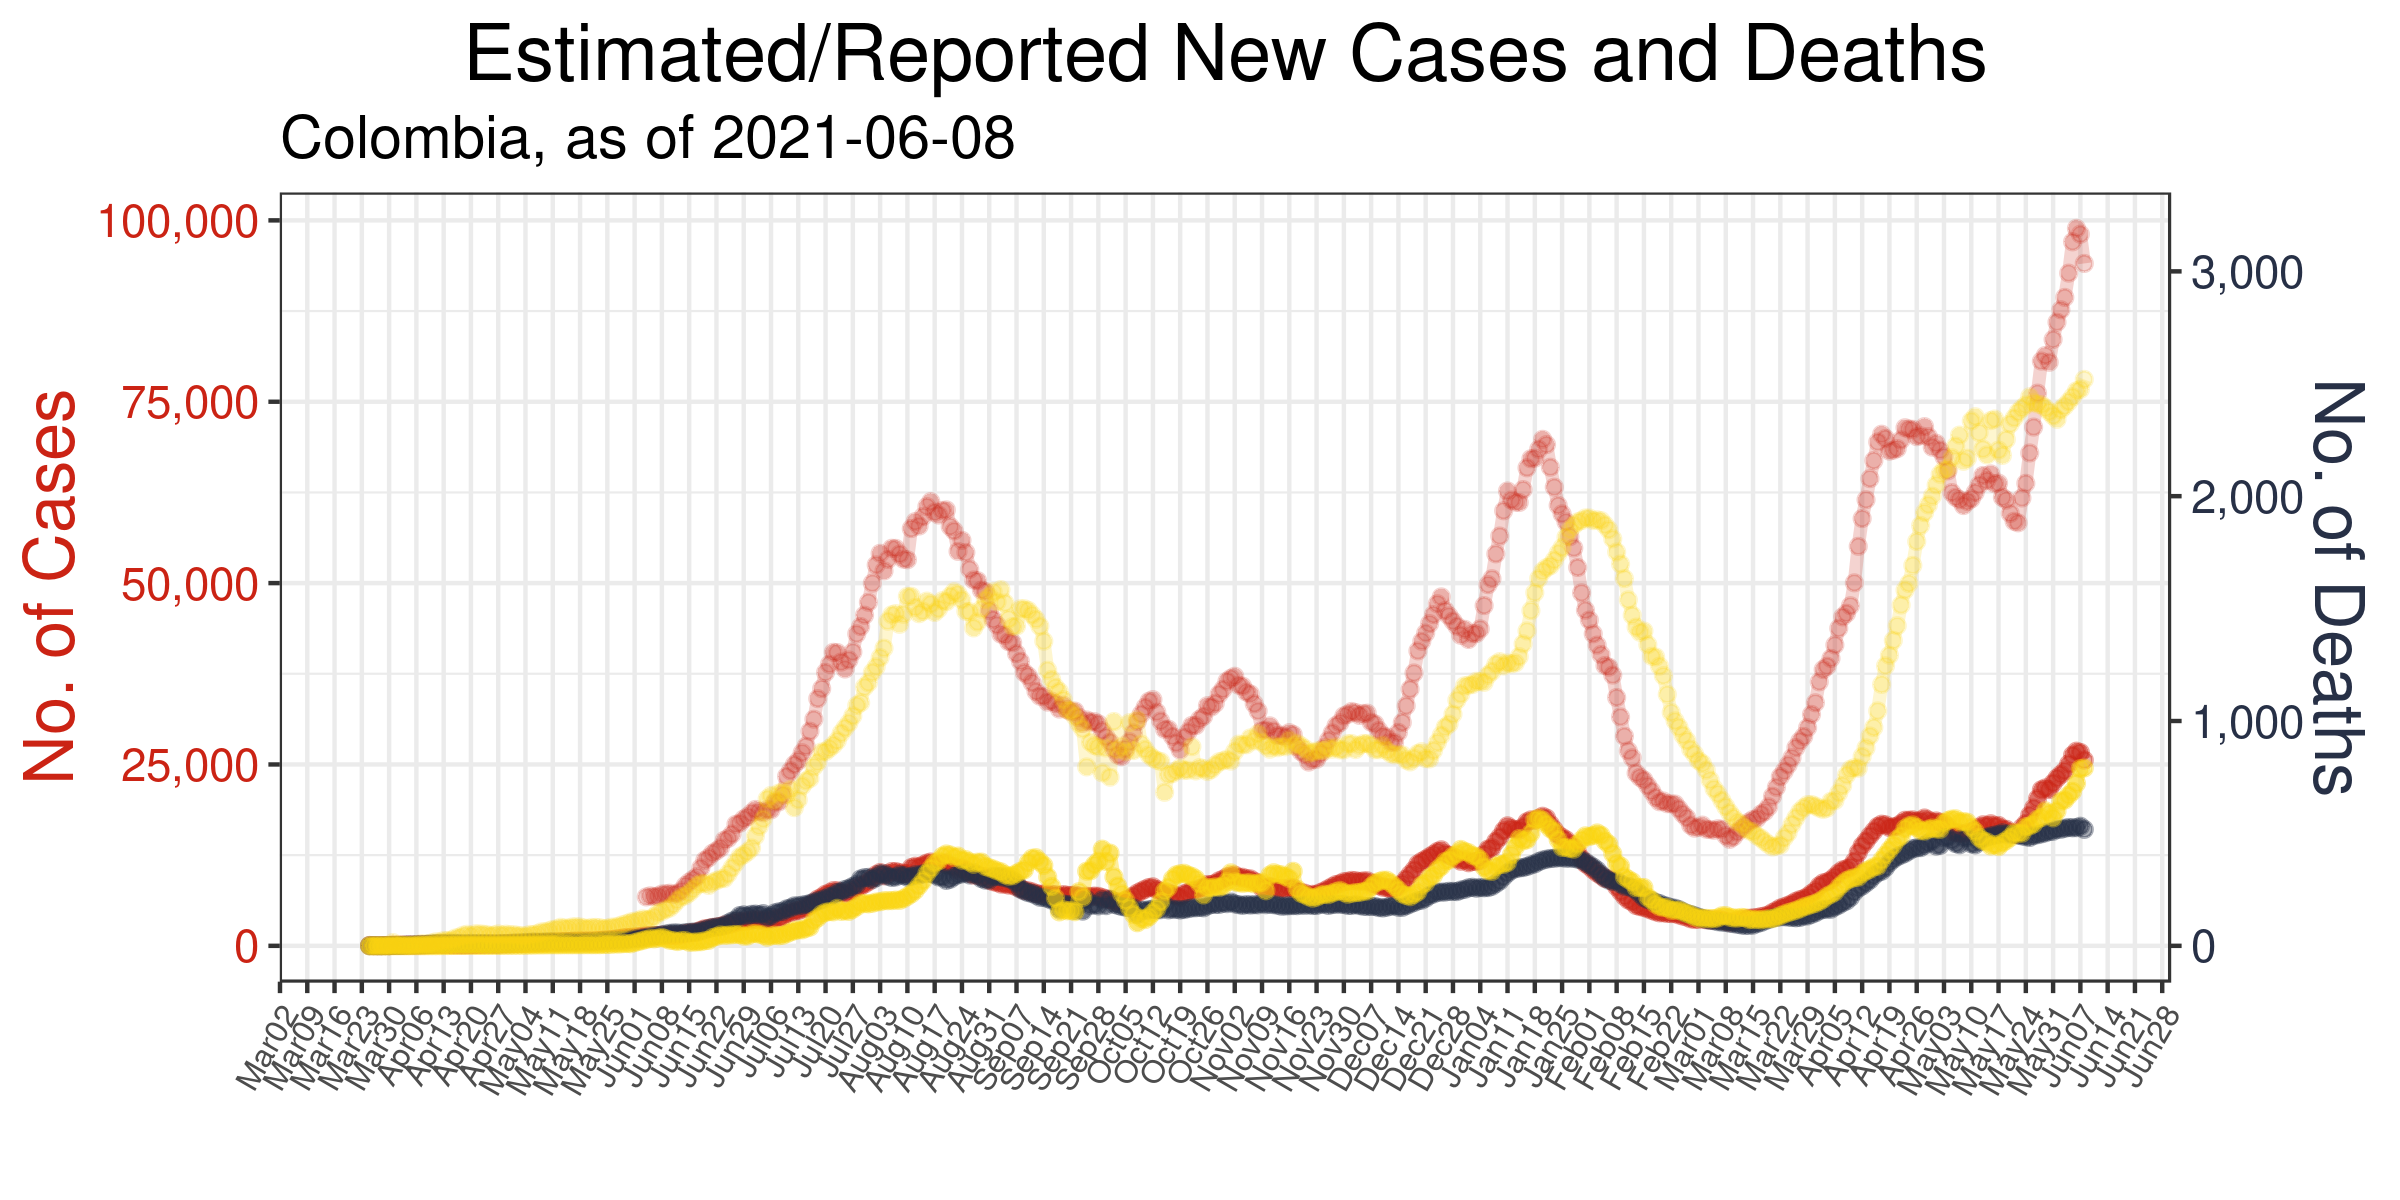 Estimated/Reported New Cases and Deaths
Colombia, as of 2021-06-08
No. of Cases
100,000
75,000
50,000
25,000
0
3,000
2,000
1,000
0
No. of Deaths
Mar02
Mar09
Mar16
Mar23
Mar30
Apr06
Apr13
Apr20
Apr27
May04
May11
May18
May25
Jun01
Jun08
Jun15
Jun22
Jun29
Jul06
Jul13
Jul20
Jul27
Aug03
Aug10
Aug17
Aug24
Aug31
Sep07
Sep14
Sep21
Sep28
Oct05
Oct12
Oct19
Oct26
Nov02
Nov09
Nov16
Nov23
Nov30
Dec07
Dec14
Dec21
Dec28
Jan04
Jan11
Jan18
Jan25
Feb01
Feb08
Feb15
Feb22
Mar01
Mar08
Mar15
Mar22
Mar29
Apr05
Apr12
Apr19
Apr26
May03
May10
May17
May24
May31
Jun07
Jun14
Jun21
Jun28